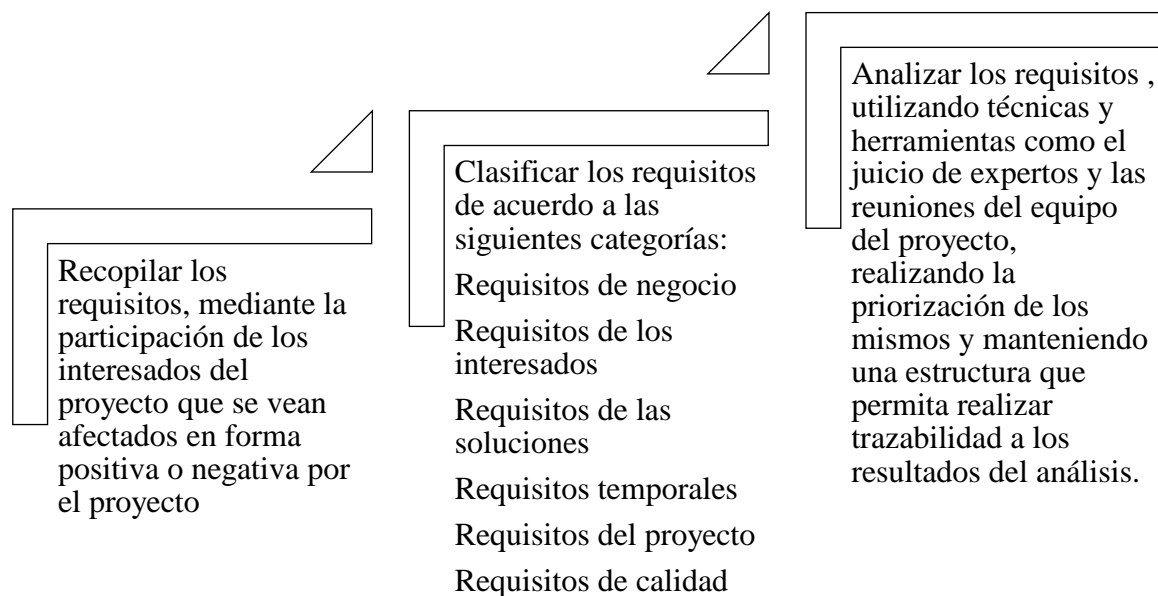 Recopilar los
requisitos, mediante la
participación de los
interesados del
proyecto que se vean
afectados en forma
positiva o negativa por
el proyecto
Clasificar los requisitos
de acuerdo a las
siguientes categorías:
Requisitos de negocio
Requisitos de los
interesados
Requisitos de las
soluciones
Requisitos temporales
Requisitos del proyecto
Requisitos de calidad
Analizar los requisitos ,
utilizando técnicas y
herramientas como el
juicio de expertos y las
reuniones del equipo
del proyecto,
realizando la
priorización de los
mismos y manteniendo
una estructura que
permita realizar
trazabilidad a los
resultados del análisis.